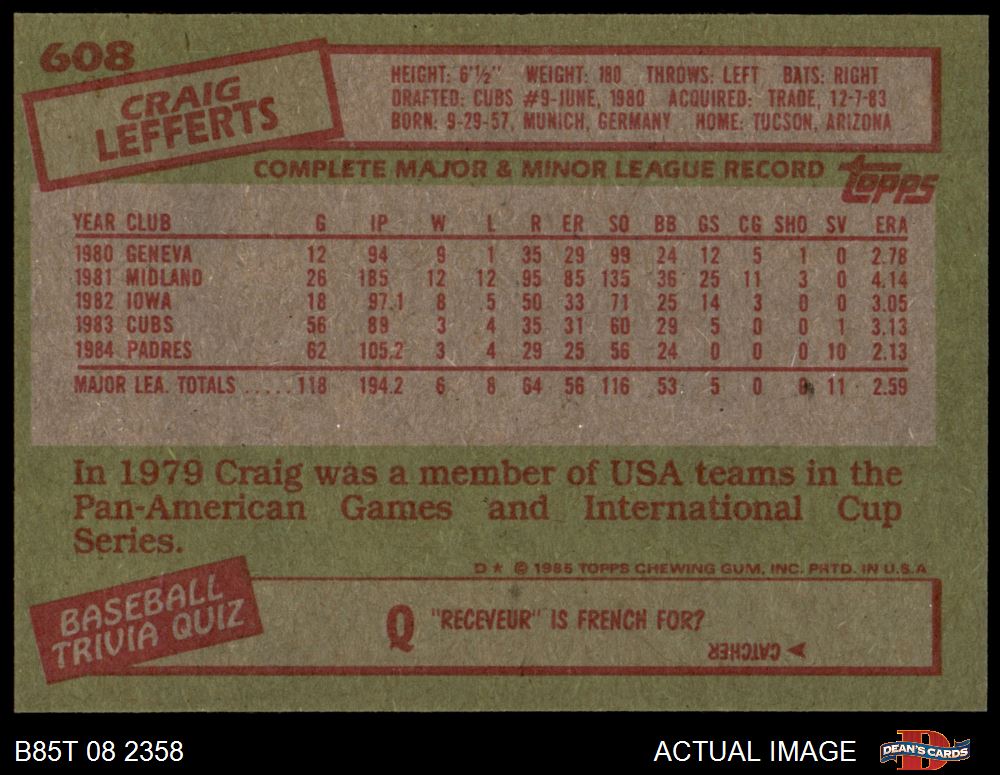 608
CRAIG
LEFFERTS
HEIGHT: 6'½" WEIGHT: 180 THROWS: LEFT BATS: RIGHT
DRAFTED: CUBS #9-JUNE, 1980 ACQUIRED: TRADE, 12-7-83
BORN: 9-29-57, MUNICH, GERMANY HOME: TUCSON, ARIZONA
COMPLETE MAJOR & MINOR LEAGUE RECORD topps
YEAR CLUB G IP W L R ER SO BB GS CG SHO SV ERA
1980 GENEVA 12 94 9 1 35 29 99 24 12 5 1 0 2.78
1981 MIDLAND 26 185 12 12 95 85 135 36 25 11 3 0 4.14
1982 IOWA 18 97.1 8 5 50 33 71 25 14 3 0 0 3.05
1983 CUBS 56 89 3 4 35 31 60 29 5 0 0 1 3.13
1984 PADRES 62 105.2 3 4 29 25 56 24 0 0 0 10 2.13
MAJOR LEA. TOTALS ..... 118 194.2 6 8 64 56 116 53 5 0 0 11 2.59
In 1979 Craig was a member of USA teams in the
Pan-American Games and International Cup
Series.
D* © 1985 TOPPS CHEWING GUM, INC. PRTD. IN U.S.A
BASEBALL
TRIVIA QUIZ
Q "RECEVEUR" IS FRENCH FOR?
CATCHER
B85T 08 2358
ACTUAL IMAGE
DEAN'S CARDS